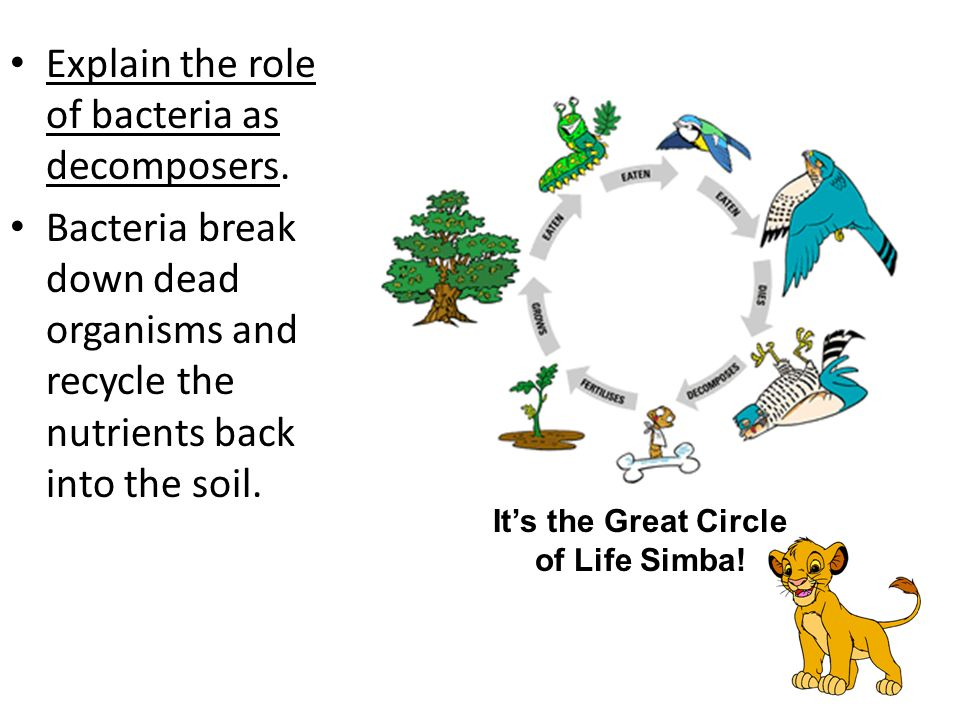 • Explain the role
of bacteria as
decomposers.
• Bacteria break
down dead
organisms and
recycle the
nutrients back
into the soil.
EATEN
EATEN
EATEN
DIES
DECOMPOSES
FERTILISES
GROWS
It’s the Great Circle
of Life Simba!